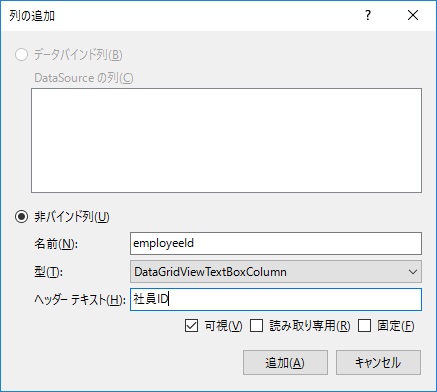 列の追加
? ×
データバインド列(B)
DataSource の列(C)
非バインド列(U)
名前(N): employeeId
型(T): DataGridViewTextBoxColumn
ヘッダー テキスト(H): 社員ID
可視(V) 読み取り専用(R) 固定(F)
追加(A) キャンセル